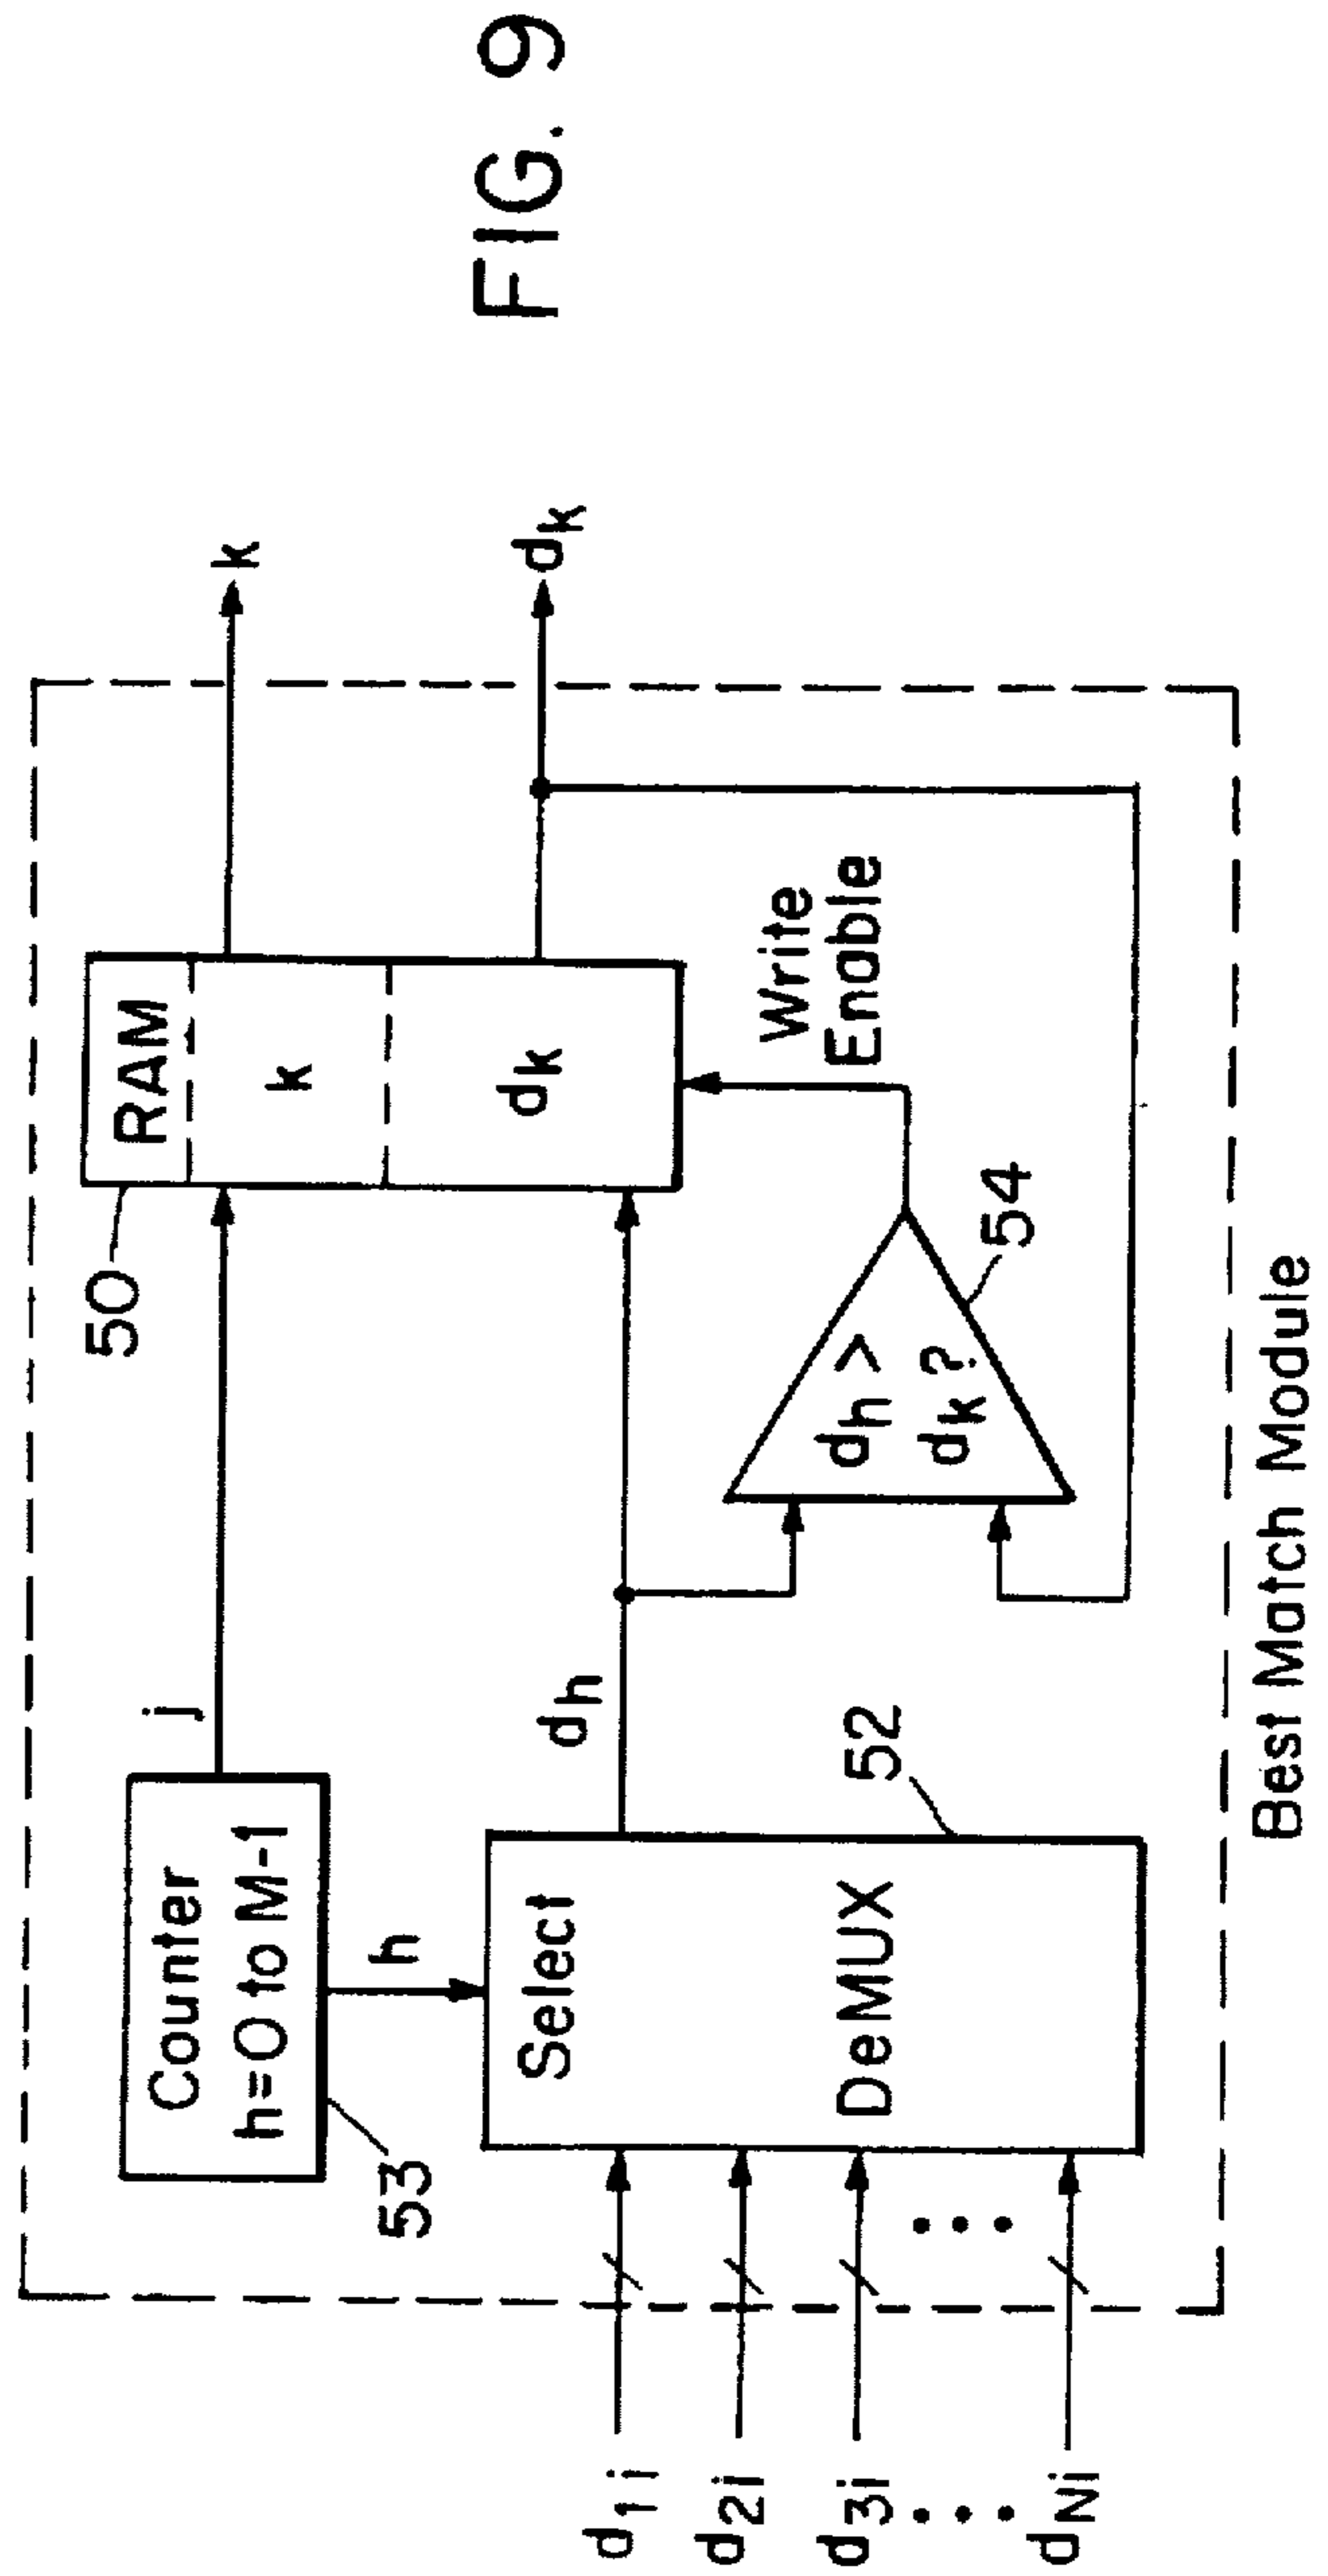 FIG. 9
Counter
h=0 to M-1
53
j
h
50
RAM
k
dk
k
dk
Select
DeMUX
52
dh
dh >
dk ?
54
Write
Enable
d1i
d2i
d3i
dNi
Best Match Module